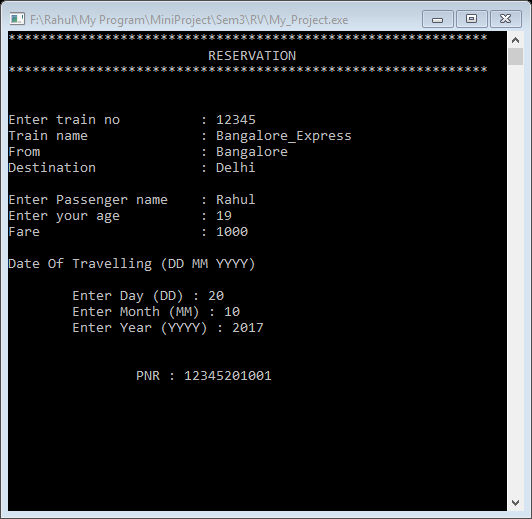 F:\Rahul\My Program\MiniProject\Sem3\RV\My_Project.exe
************************************************************
RESERVATION
************************************************************
Enter train no          : 12345
Train name              : Bangalore_Express
From                    : Bangalore
Destination             : Delhi
Enter Passenger name    : Rahul
Enter your age          : 19
Fare                    : 1000
Date Of Travelling (DD MM YYYY)
Enter Day (DD) : 20
Enter Month (MM) : 10
Enter Year (YYYY) : 2017
PNR : 12345201001